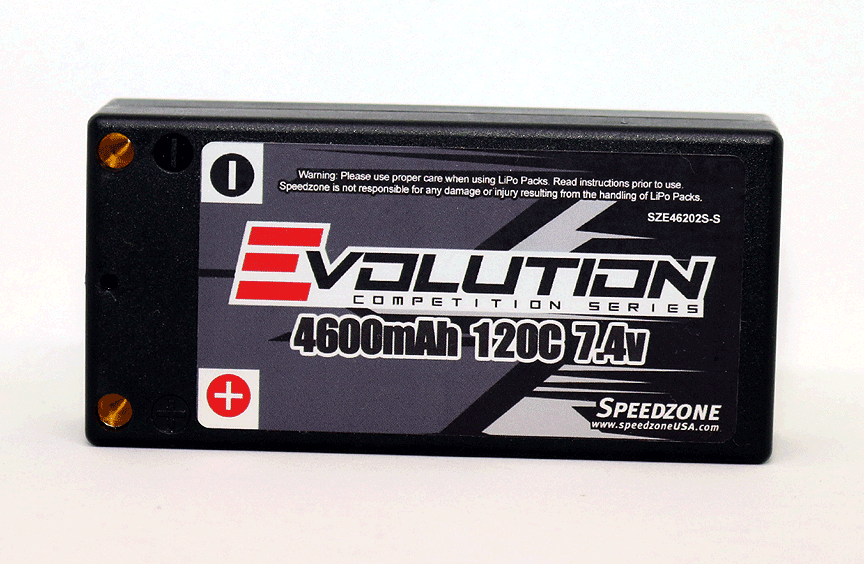 Warning: Please use proper care when using LiPo Packs. Read instructions prior to use.
Speedzone is not responsible for any damage or injury resulting from the handling of LiPo Packs.
SZE46202S-S
EVOLUTION
COMPETITION SERIES
4600mAh 120C 7.4v
SPEEDZONE
www.speedzoneUSA.com